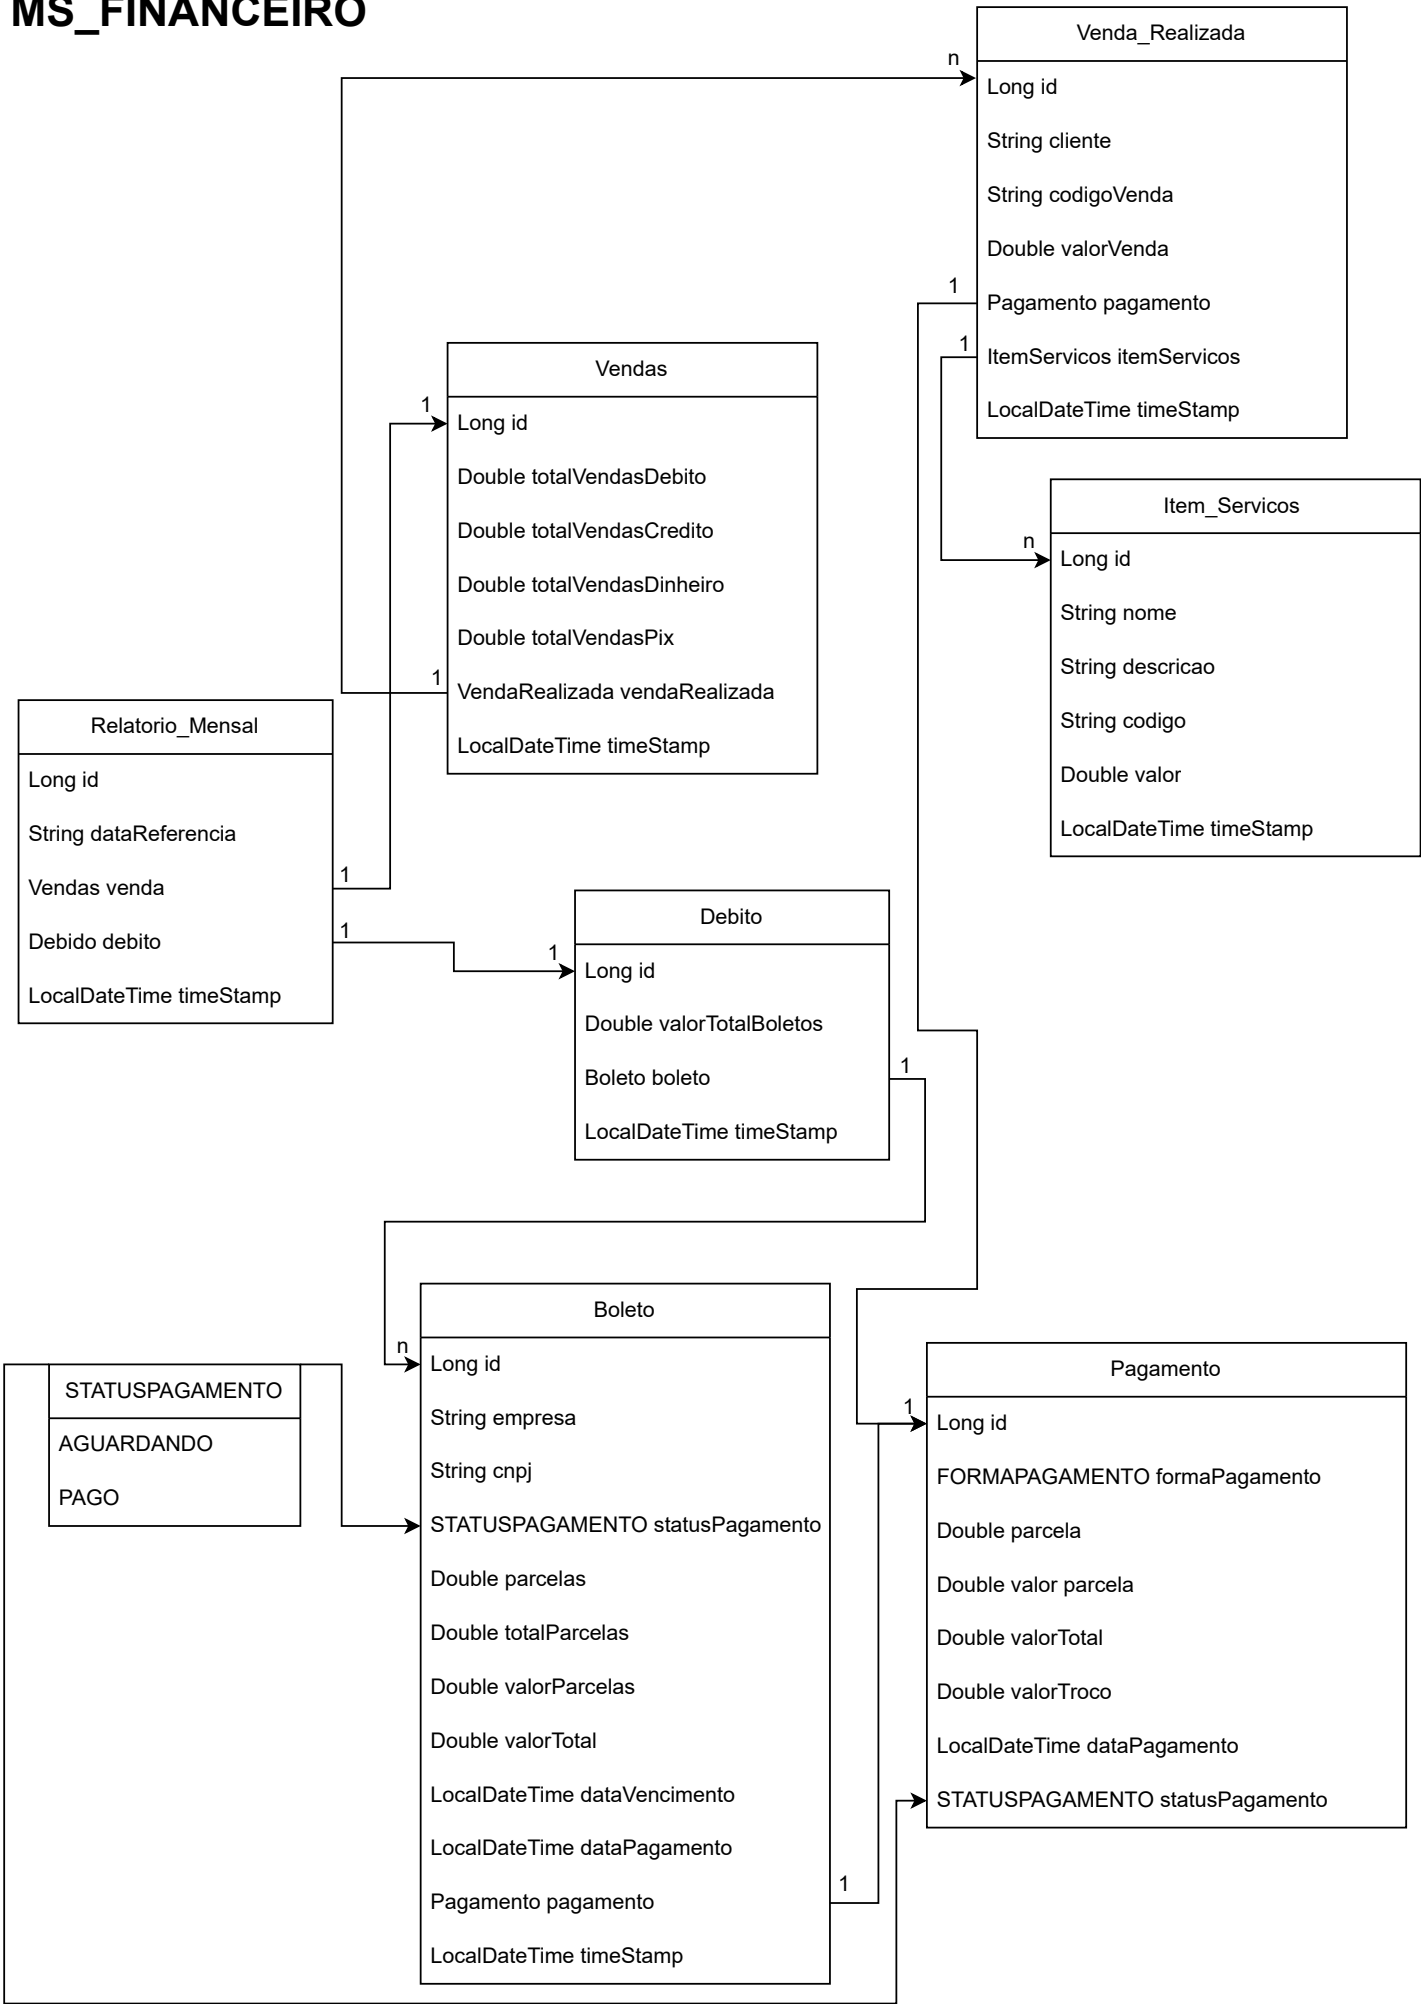 MS_FINANCEIRO
Venda_Realizada
n
Long id
String cliente
String codigoVenda
Double valorVenda
1
Pagamento pagamento
1
ItemServicos itemServicos
LocalDateTime timeStamp
Vendas
1
Long id
Double totalVendasDebito
Double totalVendasCredito
Double totalVendasDinheiro
Double totalVendasPix
1
VendaRealizada vendaRealizada
LocalDateTime timeStamp
Item_Servicos
n
Long id
String nome
String descricao
String codigo
Double valor
LocalDateTime timeStamp
Relatorio_Mensal
Long id
String dataReferencia
Vendas venda
1
Debido debito
1
LocalDateTime timeStamp
Debito
1
Long id
Double valorTotalBoletos
Boleto boleto
1
LocalDateTime timeStamp
Boleto
n
Long id
String empresa
String cnpj
STATUSPAGAMENTO statusPagamento
Double parcelas
Double totalParcelas
Double valorParcelas
Double valorTotal
LocalDateTime dataVencimento
LocalDateTime dataPagamento
Pagamento pagamento
1
LocalDateTime timeStamp
STATUSPAGAMENTO
AGUARDANDO
PAGO
Pagamento
1
Long id
FORMAPAGAMENTO formaPagamento
Double parcela
Double valor parcela
Double valorTotal
Double valorTroco
LocalDateTime dataPagamento
STATUSPAGAMENTO statusPagamento